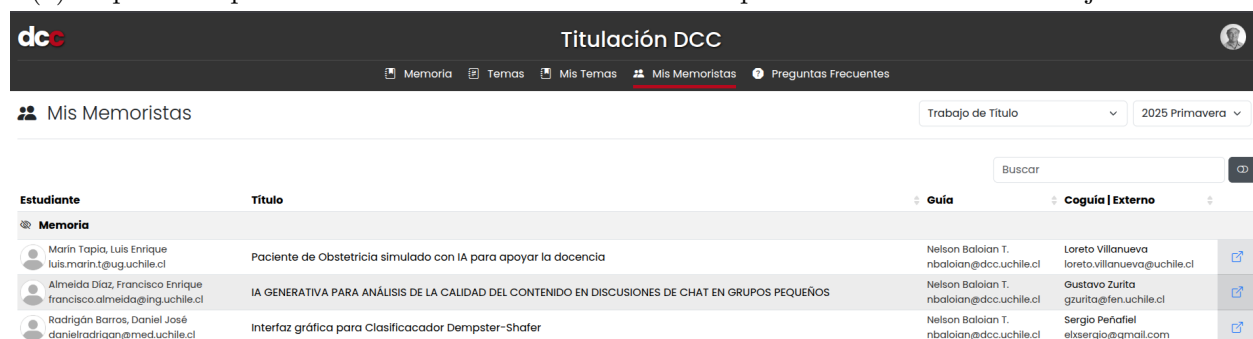 dcc
Titulación DCC
Memoria Temas Mis Temas Mis Memoristas Preguntas Frecuentes
Mis Memoristas
Trabajo de Título 2025 Primavera
Buscar
Estudiante Título Guía Coguía | Externo
Memoria
Marín Tapia, Luis Enrique
luis.marin.t@ug.uchile.cl
Paciente de Obstetricia simulado con IA para apoyar la docencia
Nelson Baloian T.
nbaloian@dcc.uchile.cl
Loreto Villanueva
loreto.villanueva@uchile.cl
Almeida Díaz, Francisco Enrique
francisco.almeida@ing.uchile.cl
IA GENERATIVA PARA ANÁLISIS DE LA CALIDAD DEL CONTENIDO EN DISCUSIONES DE CHAT EN GRUPOS PEQUEÑOS
Nelson Baloian T.
nbaloian@dcc.uchile.cl
Gustavo Zurita
gzurita@fen.uchile.cl
Radrigán Barros, Daniel José
danielradrigan@med.uchile.cl
Interfaz gráfica para Clasificacador Dempster-Shafer
Nelson Baloian T.
nbaloian@dcc.uchile.cl
Sergio Peñafiel
elxsergio@gmail.com